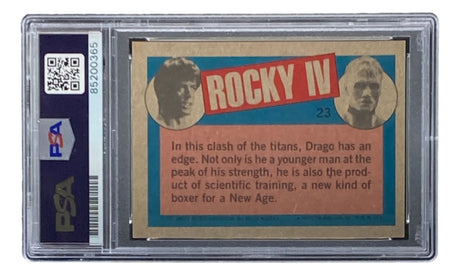 85200365
PSA
PSA
ROCKY IV
23
In this clash of the titans, Drago has an
edge. Not only is he a younger man at the
peak of his strength, he is also the prod-
uct of scientific training, a new kind of
boxer for a New Age.